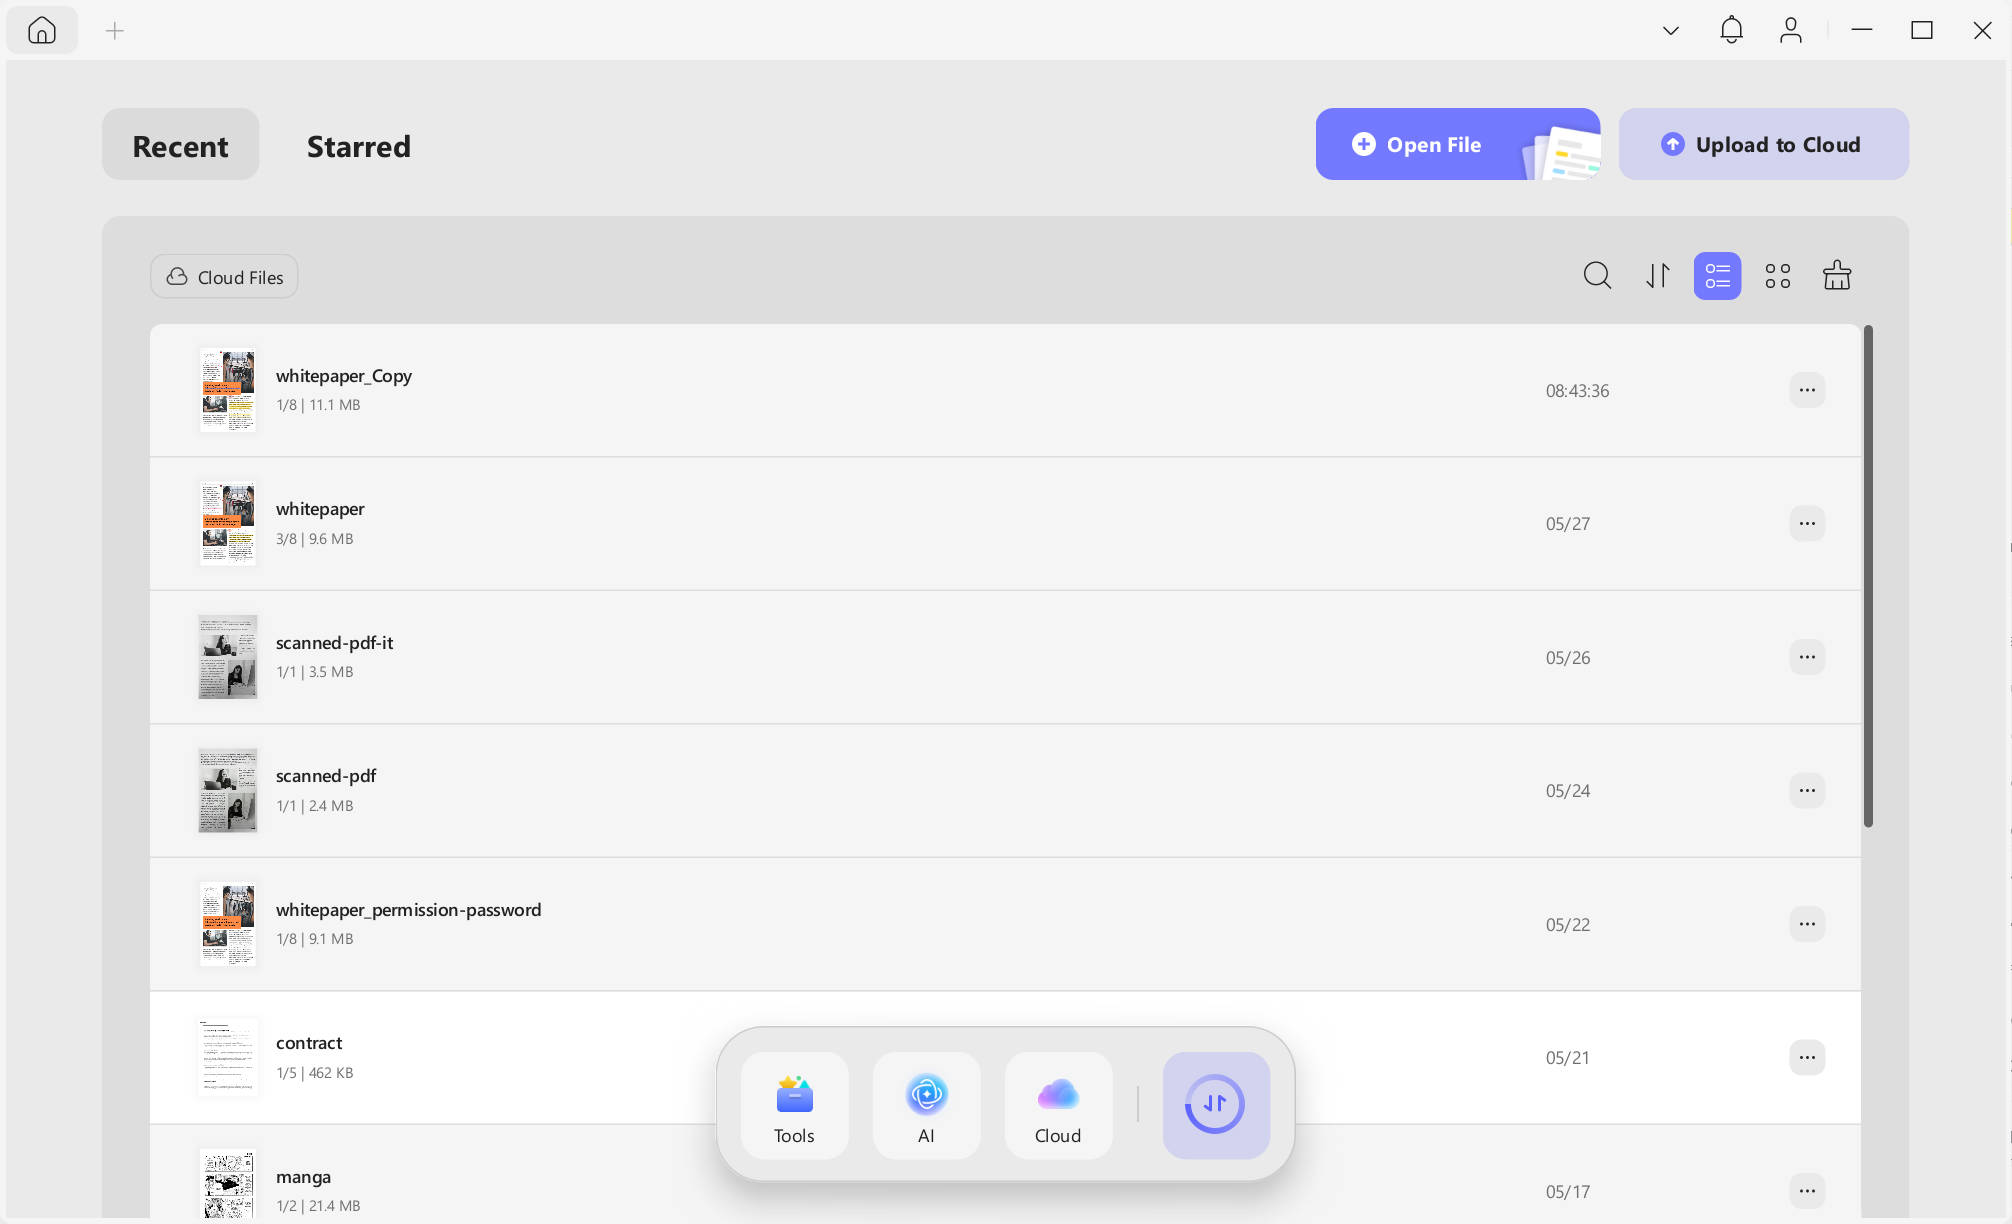 Recent
Starred
Open File
Upload to Cloud
Cloud Files
whitepaper_Copy
1/8 | 11.1 MB
08:43:36
whitepaper
3/8 | 9.6 MB
05/27
scanned-pdf-it
1/1 | 3.5 MB
05/26
scanned-pdf
1/1 | 2.4 MB
05/24
whitepaper_permission-password
1/8 | 9.1 MB
05/22
contract
1/5 | 462 KB
05/21
manga
1/2 | 21.4 MB
05/17
Tools
AI
Cloud